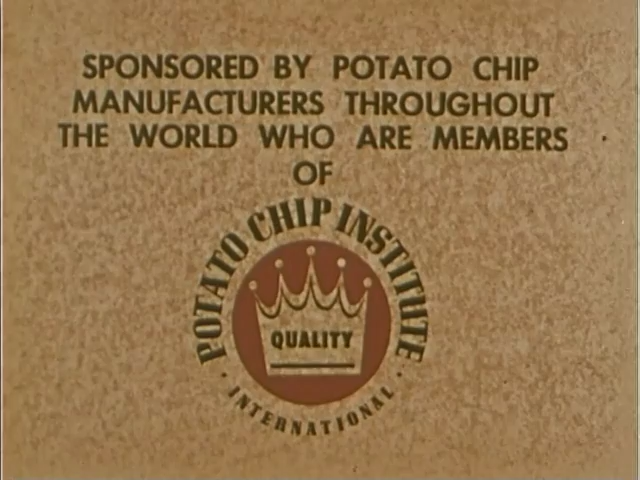 SPONSORED BY POTATO CHIP
MANUFACTURERS THROUGHOUT
THE WORLD WHO ARE MEMBERS
OF
POTATO CHIP INSTITUTE
QUALITY
· INTERNATIONAL ·